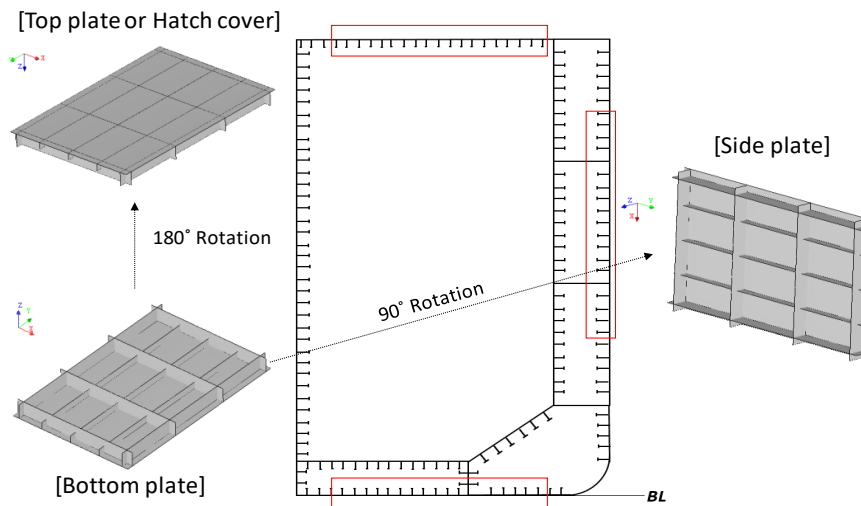 [Top plate or Hatch cover]
Y
X
Z
[Side plate]
Z
Y
X
180˚ Rotation
90˚ Rotation
Z
Y
X
[Bottom plate]
BL